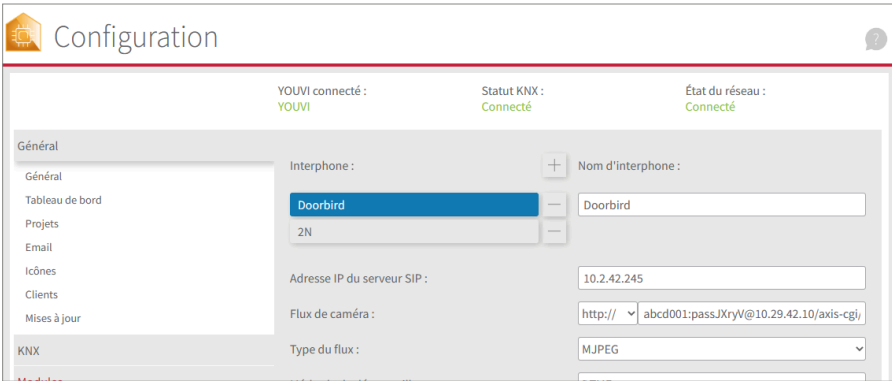 Configuration
?
YOUVI connecté :
Statut KNX :
État du réseau :
YOUVI
Connecté
Connecté
Général
Général
Tableau de bord
Projets
Email
Icônes
Clients
Mises à jour
KNX
Modules
Interphone :
+
Nom d'interphone :
Doorbird
Doorbird
2N
Adresse IP du serveur SIP :
10.2.42.245
Flux de caméra :
http://
abcd001:passJXryV@10.29.42.10/axis-cgi/
Type du flux :
MJPEG